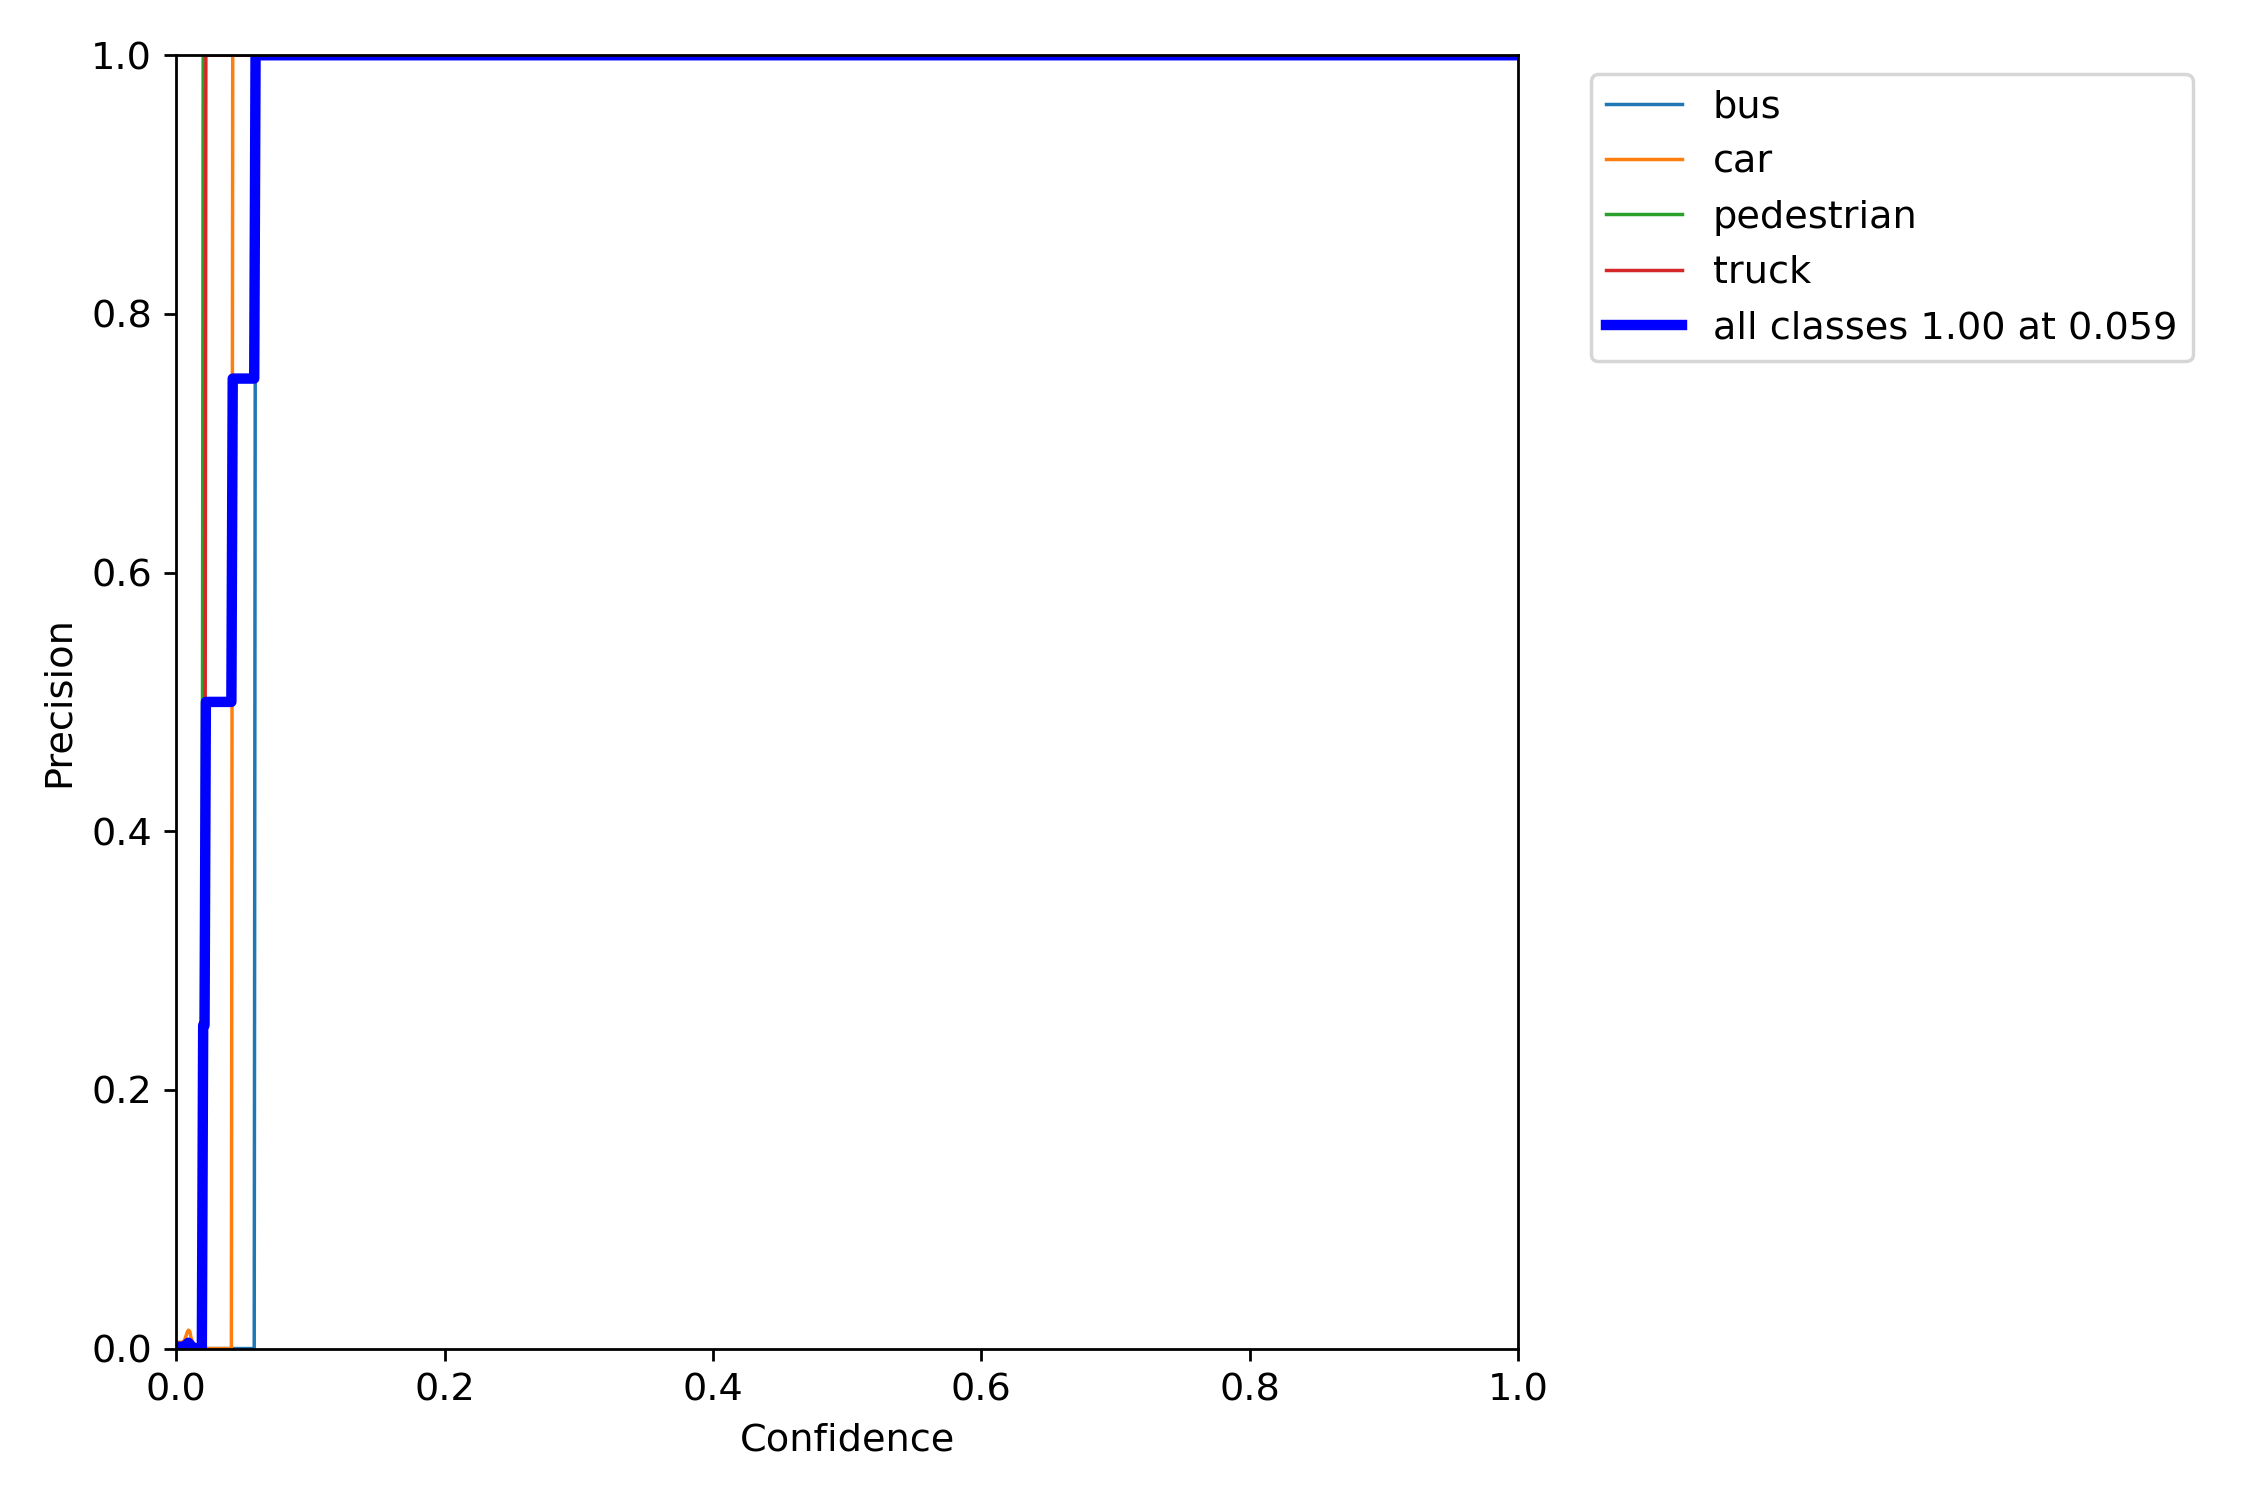 1.0
0.8
0.6
0.4
0.2
0.0
Precision
0.0 0.2 0.4 0.6 0.8 1.0
Confidence
bus
car
pedestrian
truck
all classes 1.00 at 0.059